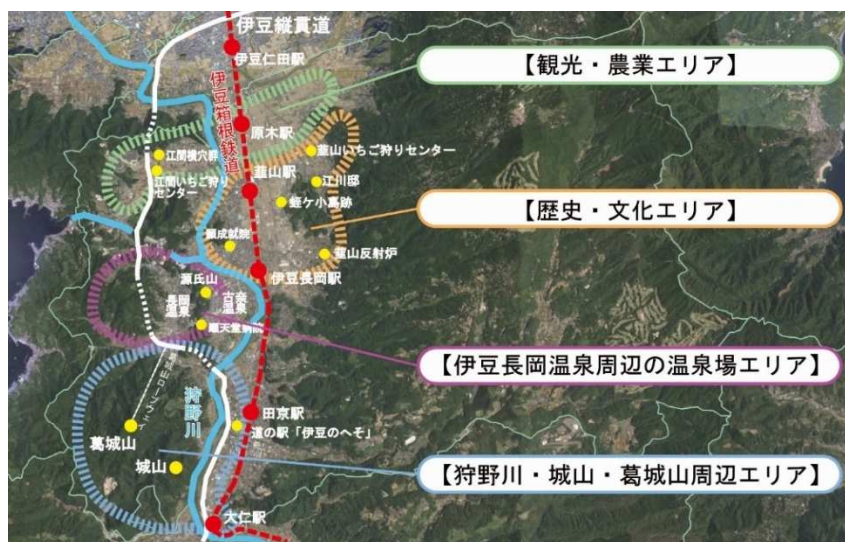 伊豆縦貫道
伊豆仁田駅
【観光・農業エリア】
伊豆箱根鉄道
原木駅
江間横穴群
韮山いちご狩りセンター
江間いちご狩り
センター
韮山駅
江川邸
蛭ケ小島跡
【歴史・文化エリア】
願成就院
韮山反射炉
伊豆長岡駅
源氏山
長岡
温泉
古奈
温泉
順天堂病院
【伊豆長岡温泉周辺の温泉場エリア】
狩野川
田京駅
道の駅「伊豆のへそ」
葛城山
城山
【狩野川・城山・葛城山周辺エリア】
大仁駅